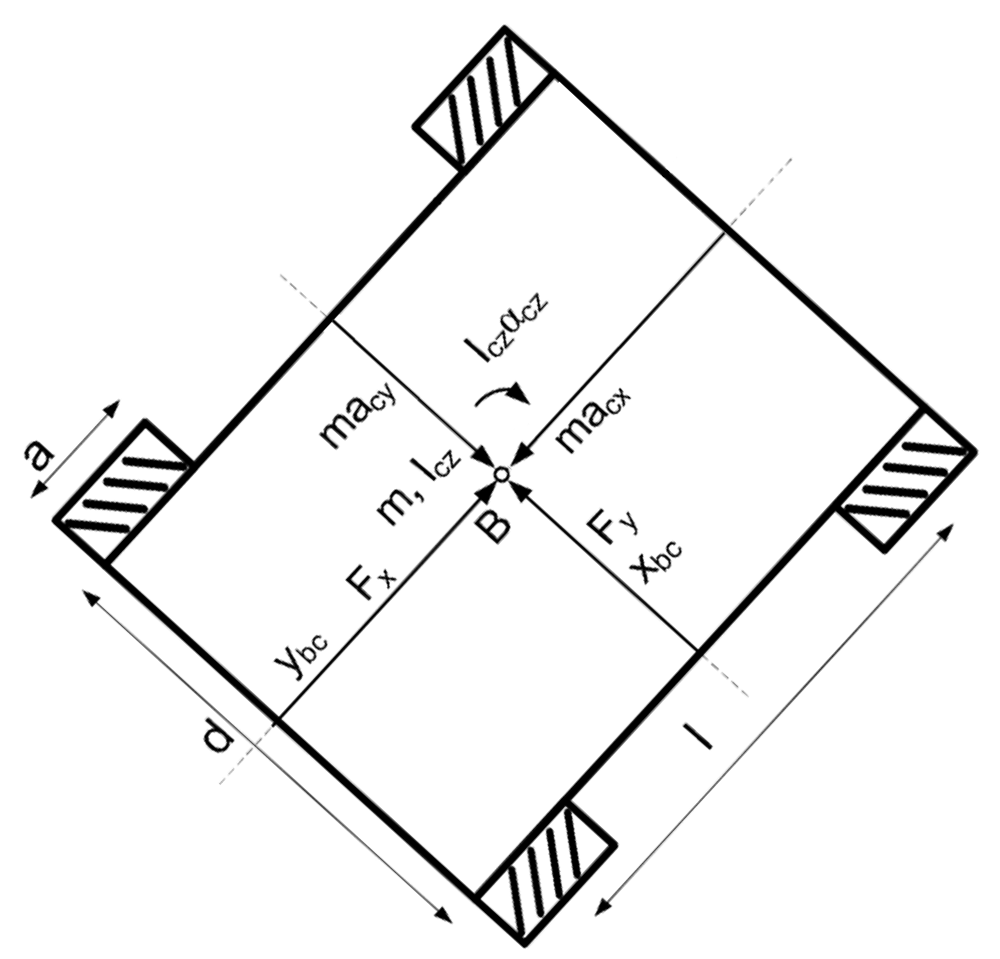 I_cz α_cz
ma_cy
ma_cx
m, I_cz
B
F_y
x_bc
F_x
y_bc
a
d
l